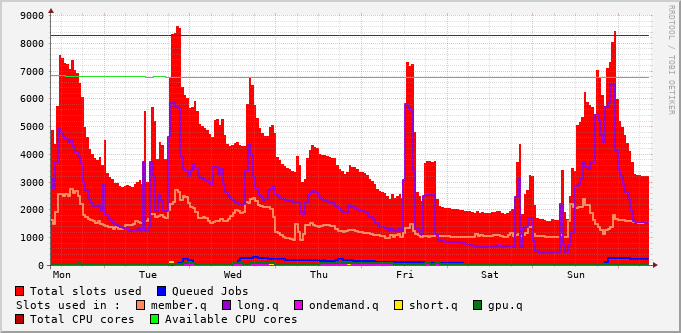 9000
8000
7000
6000
5000
4000
3000
2000
1000
0
Mon Tue Wed Thu Fri Sat Sun
RRDTOOL / TOBI OETIKER
Total slots used Queued Jobs
Slots used in : member.q long.q ondemand.q short.q gpu.q
Total CPU cores Available CPU cores